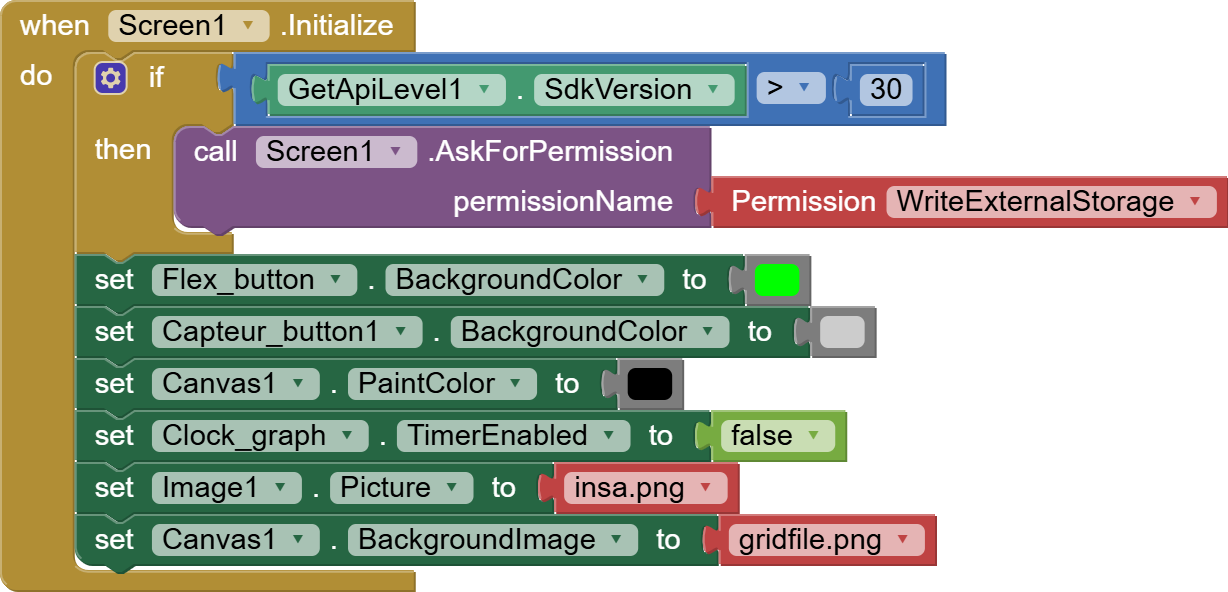 when Screen1 .Initialize
do if GetApiLevel1 . SdkVersion > 30
then call Screen1 .AskForPermission
permissionName Permission WriteExternalStorage
set Flex_button . BackgroundColor to
set Capteur_button1 . BackgroundColor to
set Canvas1 . PaintColor to
set Clock_graph . TimerEnabled to false
set Image1 . Picture to insa.png
set Canvas1 . BackgroundImage to gridfile.png